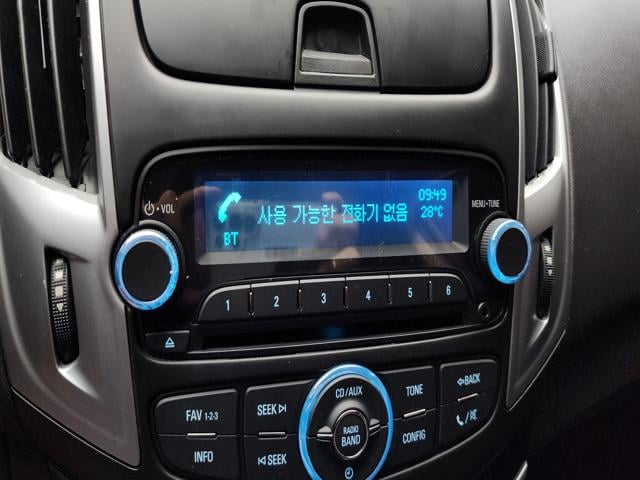 09:49
⏻·VOL
사용 가능한 전화기 없음
28℃
MENU·TUNE
BT
1 2 3 4 5 6
CD/AUX
FAV 1-2-3
SEEK
TONE
BACK
RADIO
BAND
INFO
SEEK
CONFIG